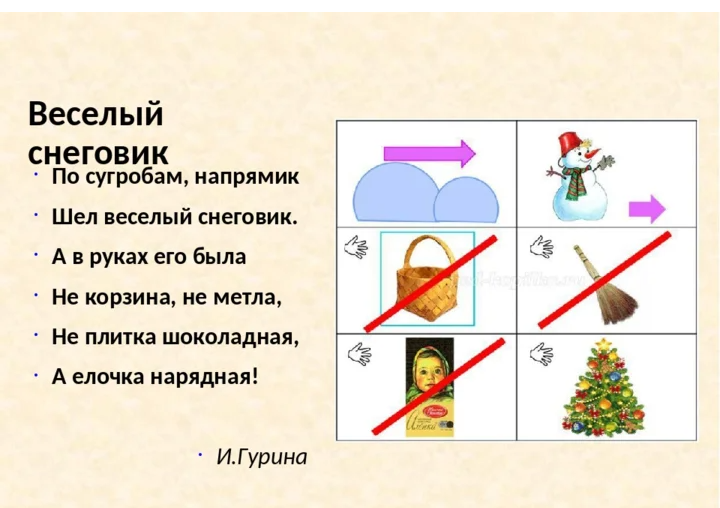 Веселый
снеговик
По сугробам, напрямик
Шел веселый снеговик.
А в руках его была
Не корзина, не метла,
Не плитка шоколадная,
А елочка нарядная!
И.Гурина